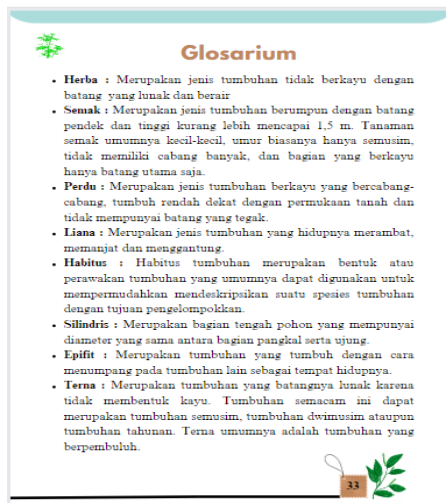 Glosarium
• Herba : Merupakan jenis tumbuhan tidak berkayu dengan
batang yang lunak dan berair
• Semak : Merupakan jenis tumbuhan berumpun dengan batang
pendek dan tinggi kurang lebih mencapai 1,5 m. Tanaman
semak umumnya kecil-kecil, umur biasanya hanya semusim,
tidak memiliki cabang banyak, dan bagian yang berkayu
hanya batang utama saja.
• Perdu : Merupakan jenis tumbuhan berkayu yang bercabang-
cabang, tumbuh rendah dekat dengan permukaan tanah dan
tidak mempunyai batang yang tegak.
• Liana : Merupakan jenis tumbuhan yang hidupnya merambat,
memanjat dan menggantung.
• Habitus : Habitus tumbuhan merupakan bentuk atau
perawakan tumbuhan yang umumnya dapat digunakan untuk
mempermudahkan mendeskripsikan suatu spesies tumbuhan
dengan tujuan pengelompokkan.
• Silindris : Merupakan bagian tengah pohon yang mempunyai
diameter yang sama antara bagian pangkal serta ujung.
• Epifit : Merupakan tumbuhan yang tumbuh dengan cara
menumpang pada tumbuhan lain sebagai tempat hidupnya.
• Terna : Merupakan tumbuhan yang batangnya lunak karena
tidak membentuk kayu. Tumbuhan semacam ini dapat
merupakan tumbuhan semusim, tumbuhan dwimusim ataupun
tumbuhan tahunan. Terna umumnya adalah tumbuhan yang
berpembuluh.
33